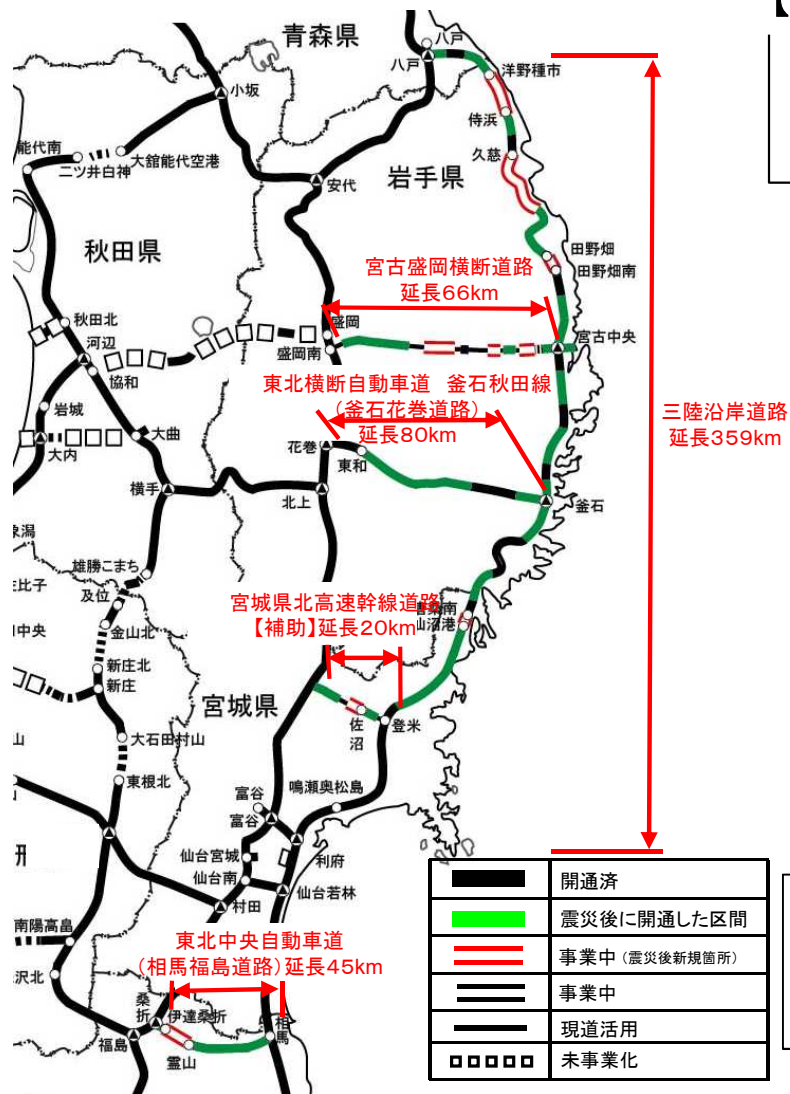 青森県
八戸
八戸
洋野種市
侍浜
久慈
小坂
能代南
二ツ井白神
大舘能代空港
安代
岩手県
秋田県
田野畑
田野畑南
宮古盛岡横断道路
延長66km
秋田北
河辺
協和
盛岡
盛岡南
宮古中央
東北横断自動車道 釜石秋田線
(釜石花巻道路)
延長80km
三陸沿岸道路
延長359km
岩城
大内
大曲
花巻
東和
横手
北上
釜石
雄勝こまち
及位
金山北
新庄北
新庄
宮城県北高速幹線道路
【補助】延長20km
宮城県
佐沼
登米
大石田村山
東根北
鳴瀬奥松島
富谷
富谷
利府
仙台宮城
仙台南
仙台若林
村田
南陽高畠
東北中央自動車道
(相馬福島道路)延長45km
桑折
伊達桑折
相馬
福島
霊山
開通済
震災後に開通した区間
事業中(震災後新規箇所)
事業中
現道活用
未事業化